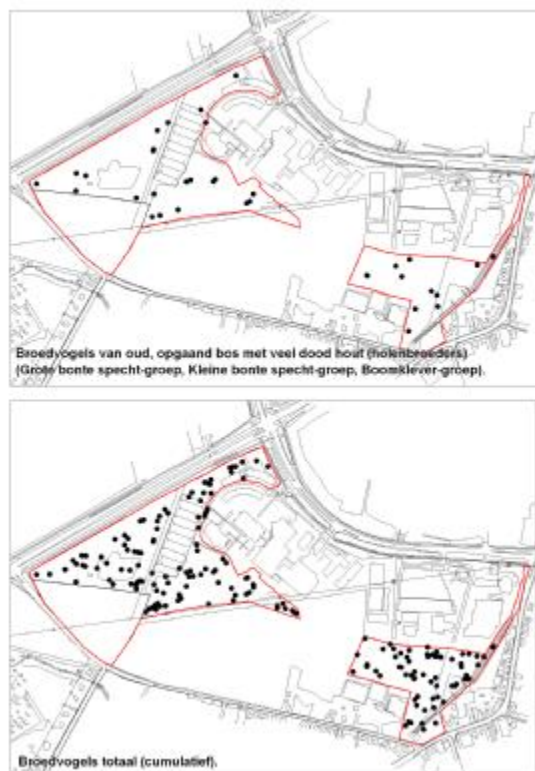 Broedvogels van oud, opgaand bos met veel dood hout (holenbroeders)
(Grote bonte specht-groep, Kleine bonte specht-groep, Boomklever-groep).
Broedvogels totaal (cumulatief).